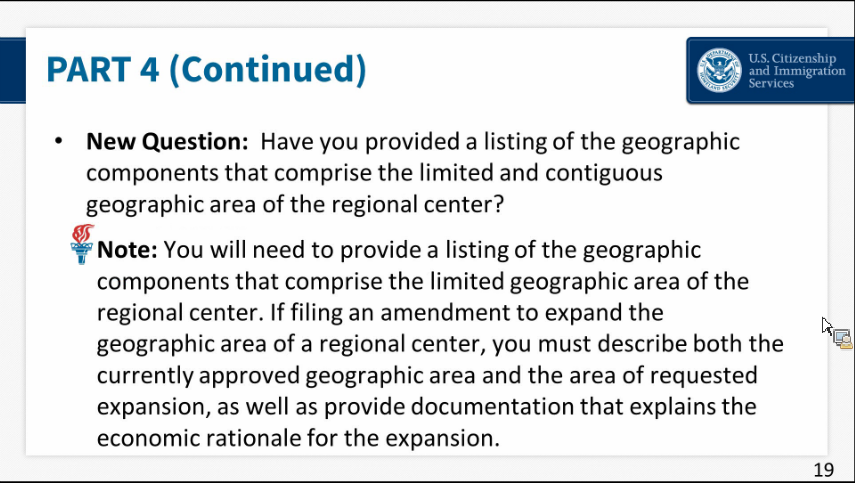 PART 4 (Continued)
U.S. Citizenship
and Immigration
Services
• New Question: Have you provided a listing of the geographic
components that comprise the limited and contiguous
geographic area of the regional center?
Note: You will need to provide a listing of the geographic
components that comprise the limited geographic area of the
regional center. If filing an amendment to expand the
geographic area of a regional center, you must describe both the
currently approved geographic area and the area of requested
expansion, as well as provide documentation that explains the
economic rationale for the expansion.
19